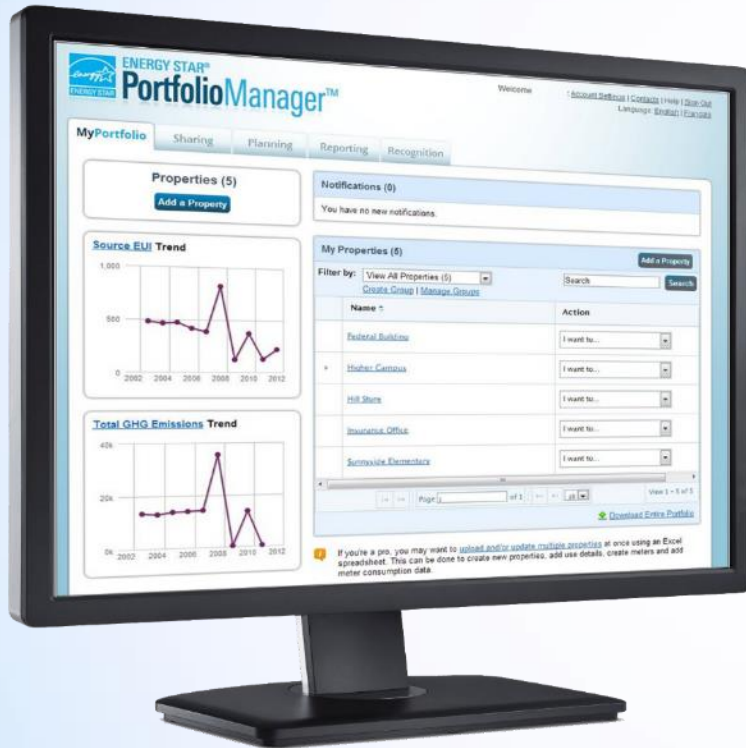 ENERGY STAR
ENERGY STAR®
PortfolioManager™
Welcome : Account Settings | Contacts | Help | Sign Out
Language: English | Français
MyPortfolio Sharing Planning Reporting Recognition
Properties (5)
Add a Property
Source EUI Trend
1,000
500
0
2002 2004 2006 2008 2010 2012
Total GHG Emissions Trend
40k
20k
0k
2002 2004 2006 2008 2010 2012
Notifications (0)
You have no new notifications.
My Properties (5)
Add a Property
Filter by: View All Properties (5) Search Search
Create Group | Manage Groups
Name Action
Federal Building I want to...
Higher Campus I want to...
Hill Store I want to...
Insurance Office I want to...
Sunnyside Elementary I want to...
Page of 1 View 1 - 5 of 5
Download Entire Portfolio
If you're a pro, you may want to upload and/or update multiple properties at once using an Excel
spreadsheet. This can be done to create new properties, add use details, create meters and add
meter consumption data.